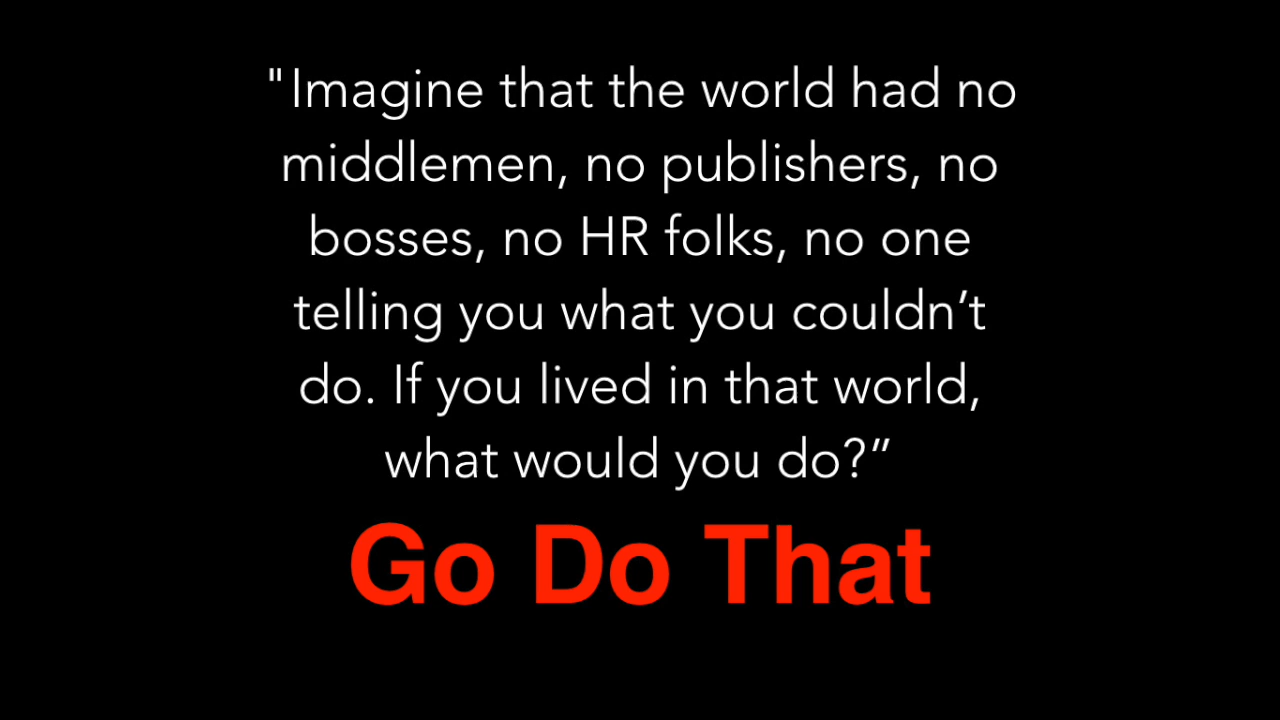 "Imagine that the world had no
middlemen, no publishers, no
bosses, no HR folks, no one
telling you what you couldn’t
do. If you lived in that world,
what would you do?”
Go Do That